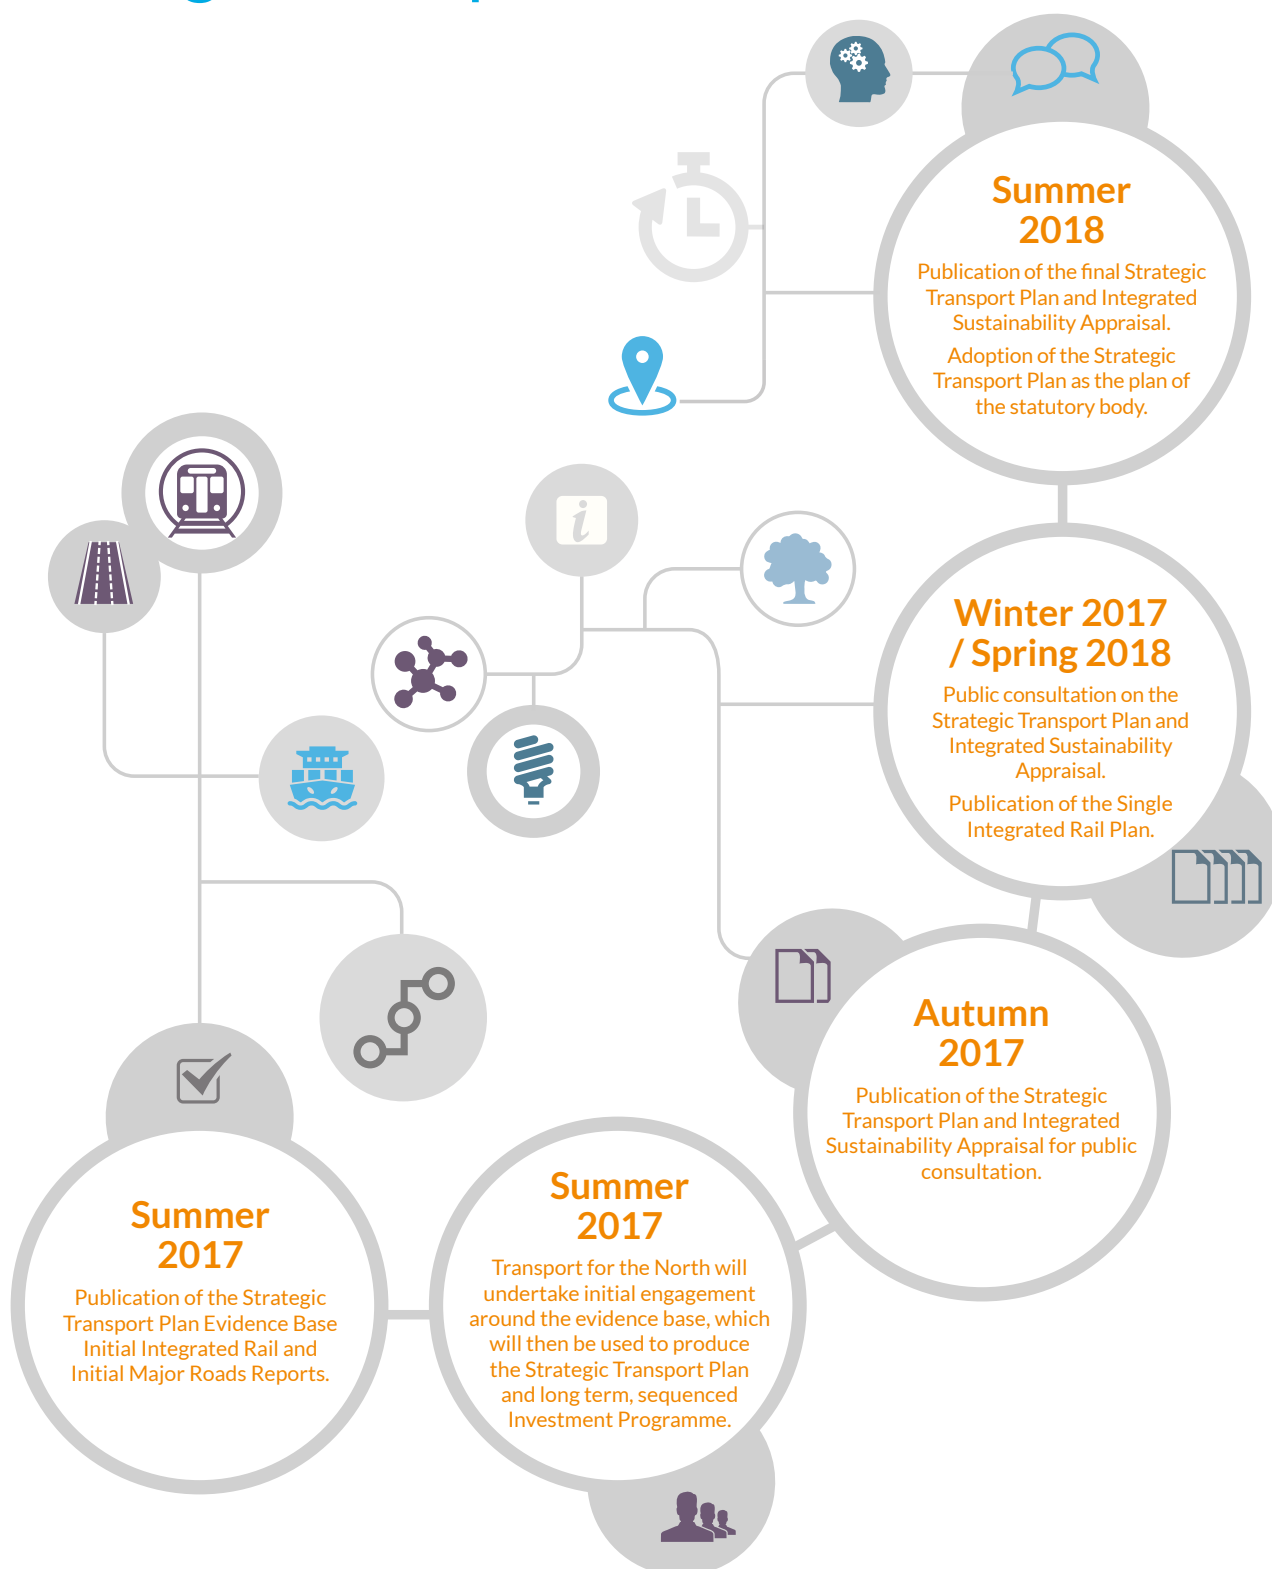 Summer
2018
Publication of the final Strategic
Transport Plan and Integrated
Sustainability Appraisal.
Adoption of the Strategic
Transport Plan as the plan of
the statutory body.
Winter 2017
/ Spring 2018
Public consultation on the
Strategic Transport Plan and
Integrated Sustainability
Appraisal.
Publication of the Single
Integrated Rail Plan.
Autumn
2017
Publication of the Strategic
Transport Plan and Integrated
Sustainability Appraisal for public
consultation.
Summer
2017
Transport for the North will
undertake initial engagement
around the evidence base, which
will then be used to produce
the Strategic Transport Plan
and long term, sequenced
Investment Programme.
Summer
2017
Publication of the Strategic
Transport Plan Evidence Base
Initial Integrated Rail and
Initial Major Roads Reports.